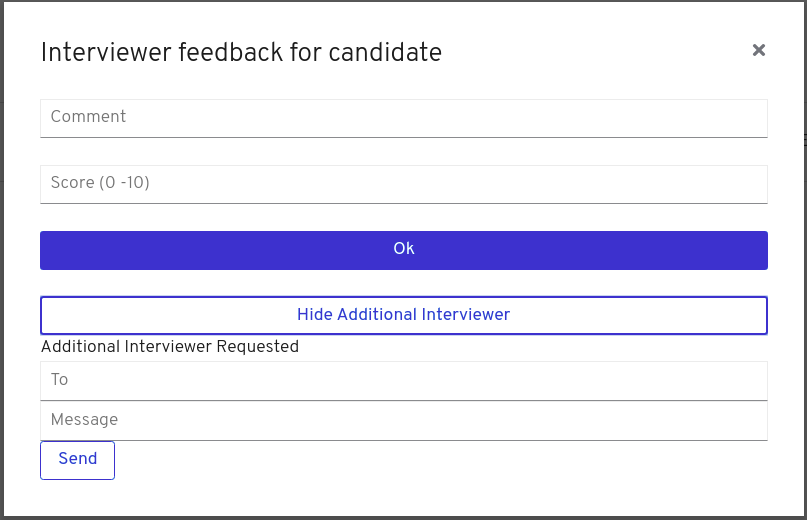 Interviewer feedback for candidate
Comment
Score (0 -10)
Ok
Hide Additional Interviewer
Additional Interviewer Requested
To
Message
Send